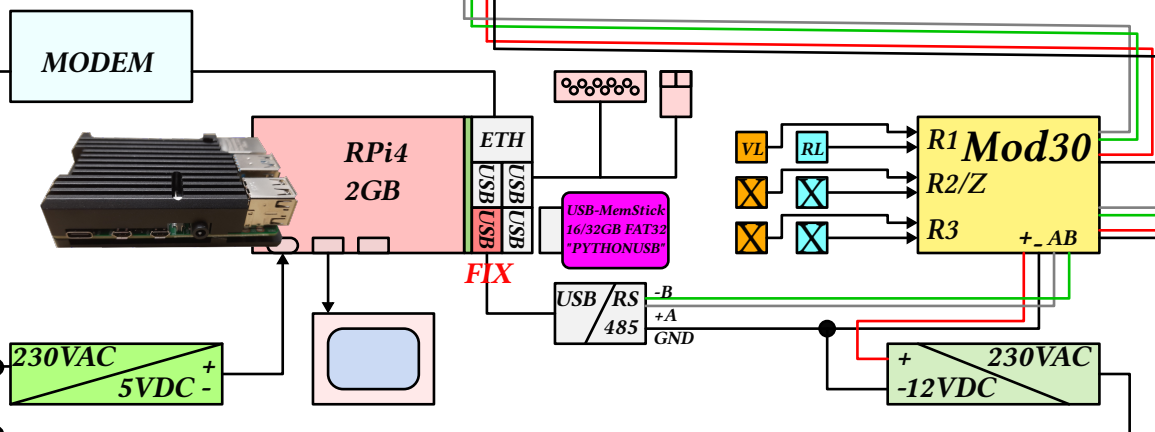 MODEM
RPi4
2GB
ETH
USB
USB
USB
USB
FIX
USB-MemStick
16/32GB FAT32
"PYTHONUSB"
VL
RL
R1
Mod30
R2/Z
R3
+- AB
USB
RS
485
-B
+A
GND
230VAC
5VDC
+
-
+
230VAC
-12VDC